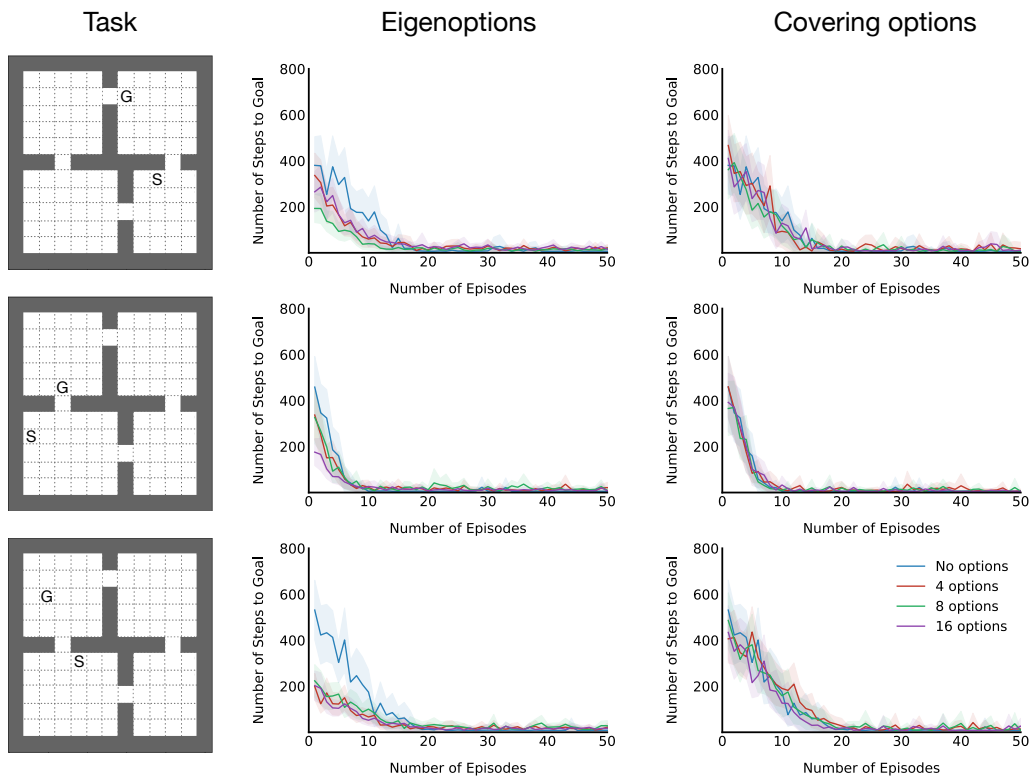 Task
Eigenoptions
Covering options
G
S
Number of Steps to Goal
800
600
400
200
0
10
20
30
40
50
Number of Episodes
Number of Steps to Goal
800
600
400
200
0
10
20
30
40
50
Number of Episodes
G
S
Number of Steps to Goal
800
600
400
200
0
10
20
30
40
50
Number of Episodes
Number of Steps to Goal
800
600
400
200
0
10
20
30
40
50
Number of Episodes
G
S
Number of Steps to Goal
800
600
400
200
0
10
20
30
40
50
Number of Episodes
Number of Steps to Goal
800
600
400
200
0
10
20
30
40
50
Number of Episodes
No options
4 options
8 options
16 options